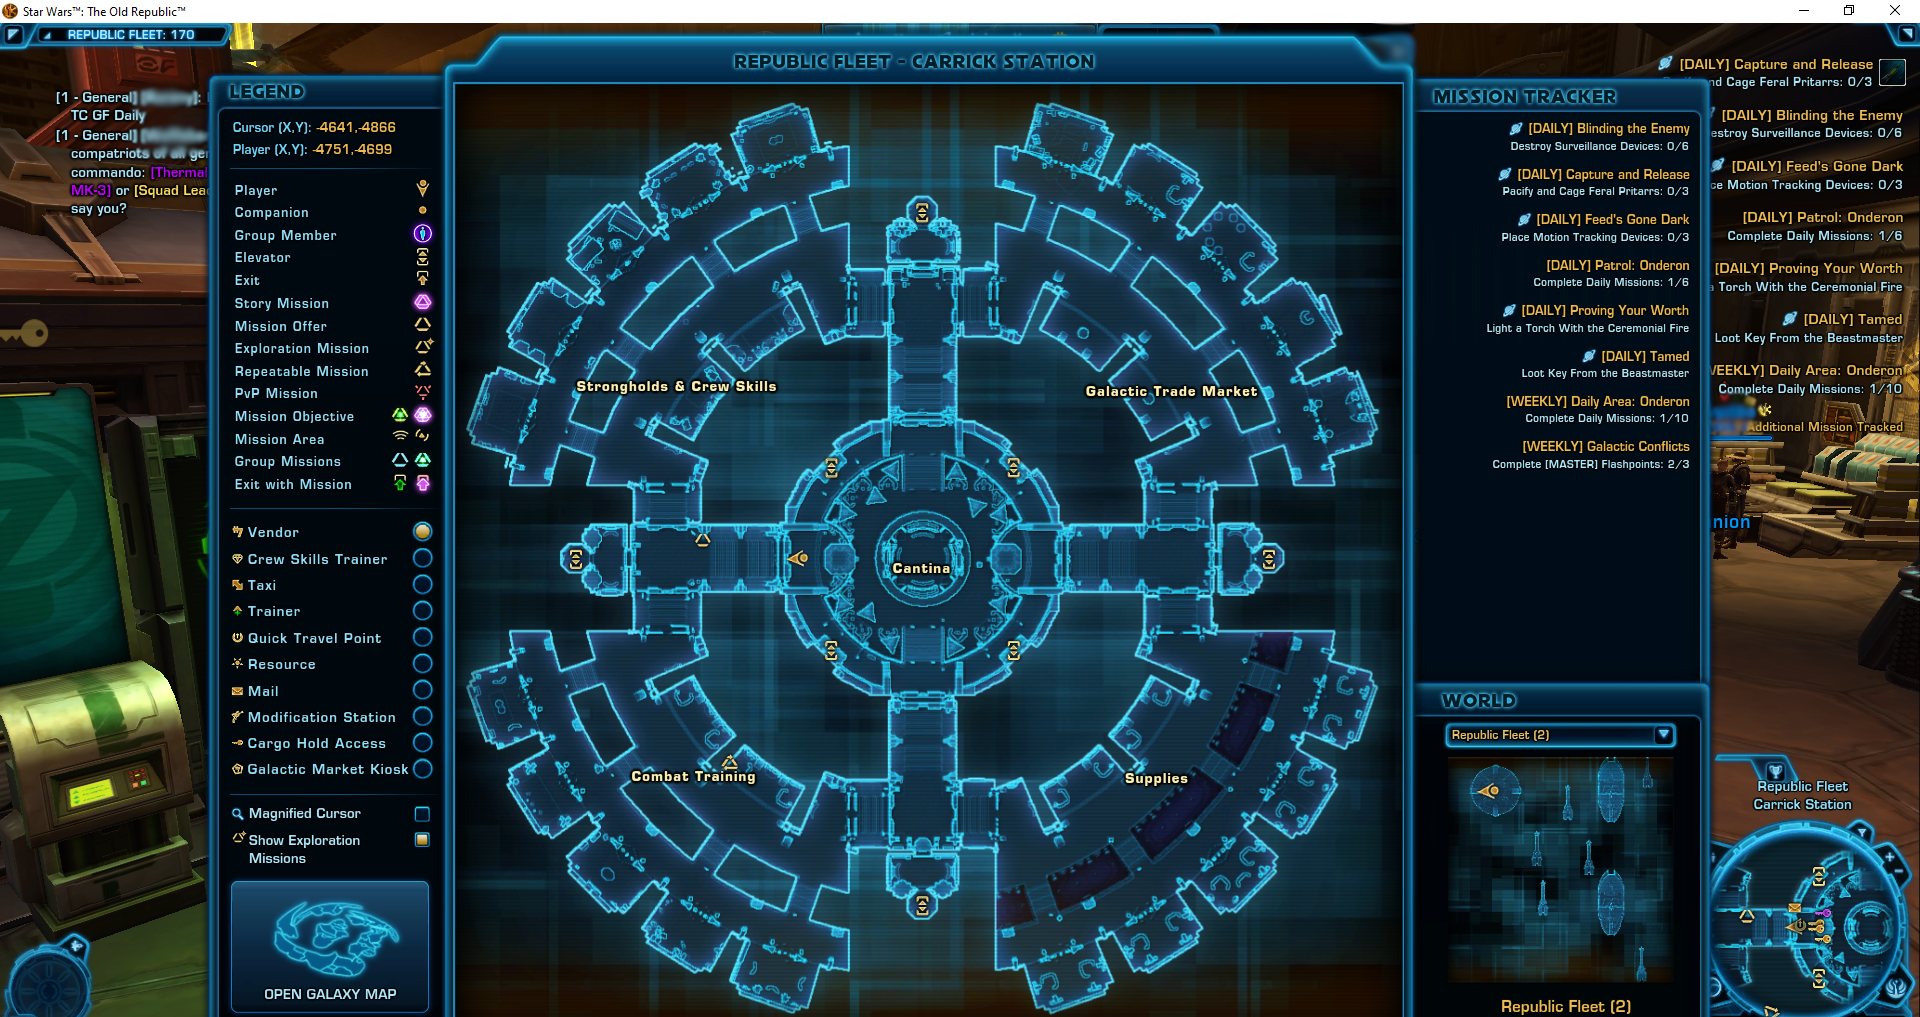 Star Wars™: The Old Republic™
REPUBLIC FLEET: 170
[1 - General]
TC GF Daily
[1 - General]
compatriots of all
commando: [Thermal
MK-3] or [Squad
say you?
LEGEND
Cursor (X,Y): -4641,-4866
Player (X,Y): -4751,-4699
Player
Companion
Group Member
Elevator
Exit
Story Mission
Mission Offer
Exploration Mission
Repeatable Mission
PvP Mission
Mission Objective
Mission Area
Group Missions
Exit with Mission
Vendor
Crew Skills Trainer
Taxi
Trainer
Quick Travel Point
Resource
Mail
Modification Station
Cargo Hold Access
Galactic Market Kiosk
Magnified Cursor
Show Exploration
Missions
OPEN GALAXY MAP
REPUBLIC FLEET - CARRICK STATION
Strongholds & Crew Skills
Galactic Trade Market
Cantina
Combat Training
Supplies
MISSION TRACKER
[DAILY] Blinding the Enemy
Destroy Surveillance Devices: 0/6
[DAILY] Capture and Release
Pacify and Cage Feral Pritarrs: 0/3
[DAILY] Feed's Gone Dark
Place Motion Tracking Devices: 0/3
[DAILY] Patrol: Onderon
Complete Daily Missions: 1/6
[DAILY] Proving Your Worth
Light a Torch With the Ceremonial Fire
[DAILY] Tamed
Loot Key From the Beastmaster
[WEEKLY] Daily Area: Onderon
Complete Daily Missions: 1/10
[WEEKLY] Galactic Conflicts
Complete [MASTER] Flashpoints: 2/3
WORLD
Republic Fleet (2)
Republic Fleet (2)
[DAILY] Capture and Release
and Cage Feral Pritarrs: 0/3
[DAILY] Blinding the Enemy
estroy Surveillance Devices: 0/6
[DAILY] Feed's Gone Dark
ce Motion Tracking Devices: 0/3
[DAILY] Patrol: Onderon
Complete Daily Missions: 1/6
[DAILY] Proving Your Worth
a Torch With the Ceremonial Fire
[DAILY] Tamed
Loot Key From the Beastmaster
WEEKLY] Daily Area: Onderon
Complete Daily Missions: 1/10
Additional Mission Tracked
nion
Republic Fleet
Carrick Station